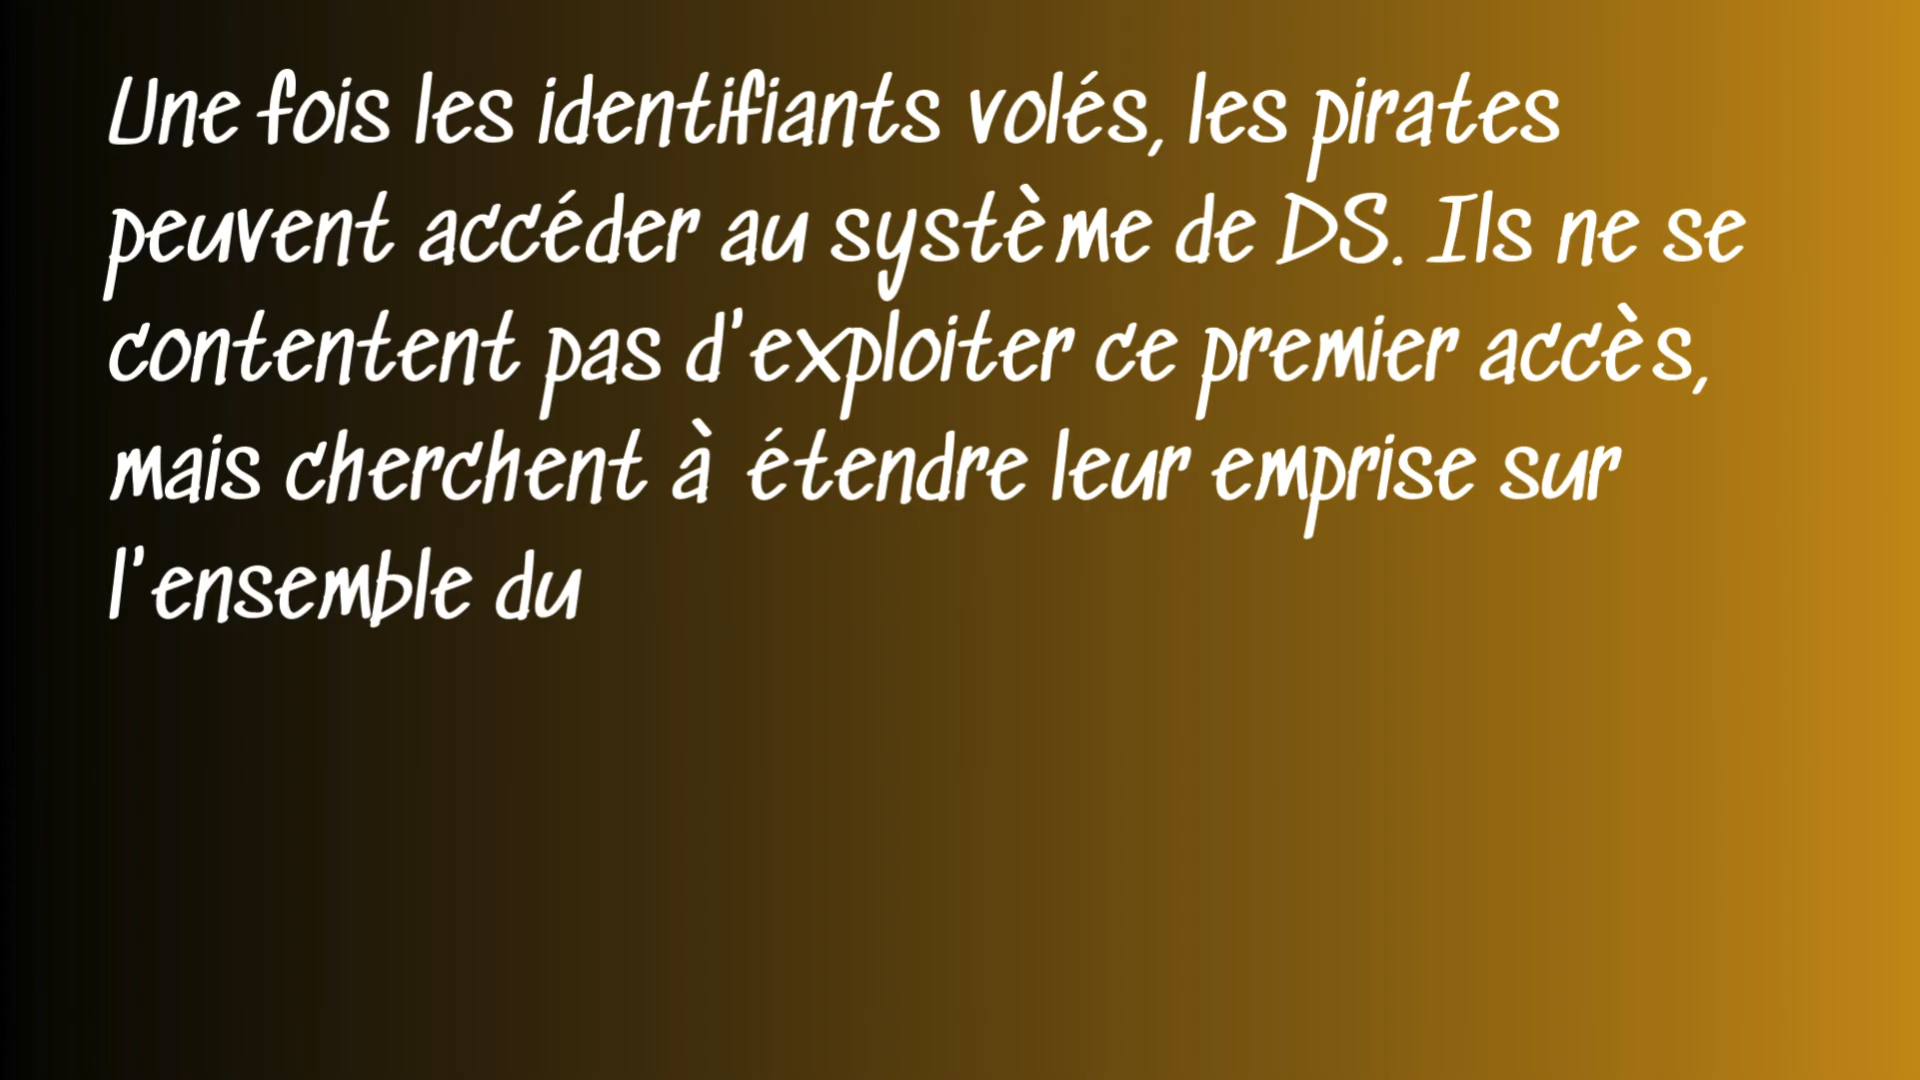 Une fois les identifiants volés, les pirates
peuvent accéder au système de DS. Ils ne se
contentent pas d'exploiter ce premier accès,
mais cherchent à étendre leur emprise sur
l'ensemble du